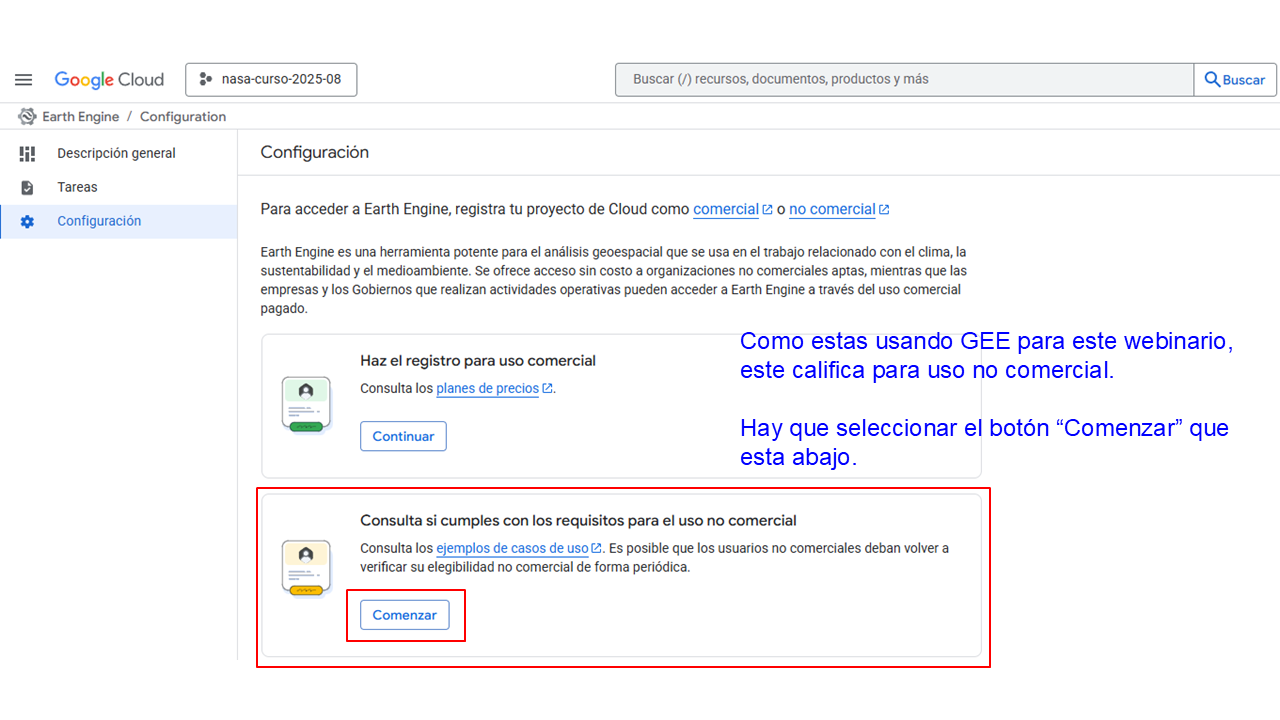 Google Cloud
nasa-curso-2025-08
Buscar (/) recursos, documentos, productos y más
Buscar
Earth Engine / Configuration
Descripción general
Tareas
Configuración
Configuración
Para acceder a Earth Engine, registra tu proyecto de Cloud como comercial o no comercial
Earth Engine es una herramienta potente para el análisis geoespacial que se usa en el trabajo relacionado con el clima, la
sustentabilidad y el medioambiente. Se ofrece acceso sin costo a organizaciones no comerciales aptas, mientras que las
empresas y los Gobiernos que realizan actividades operativas pueden acceder a Earth Engine a través del uso comercial
pagado.
Haz el registro para uso comercial
Consulta los planes de precios.
Continuar
Como estas usando GEE para este webinario,
este califica para uso no comercial.
Hay que seleccionar el botón “Comenzar” que
esta abajo.
Consulta si cumples con los requisitos para el uso no comercial
Consulta los ejemplos de casos de uso. Es posible que los usuarios no comerciales deban volver a
verificar su elegibilidad no comercial de forma periódica.
Comenzar